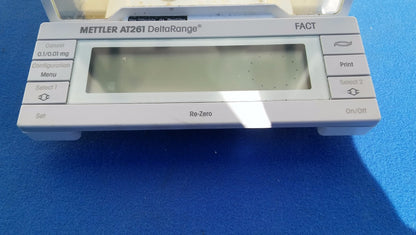 METTLER AT261 DeltaRange® FACT
Cancel
0.1/0.01 mg
Configuration
Menu
Select 1
Set
Re-Zero
Print
Select 2
On/Off